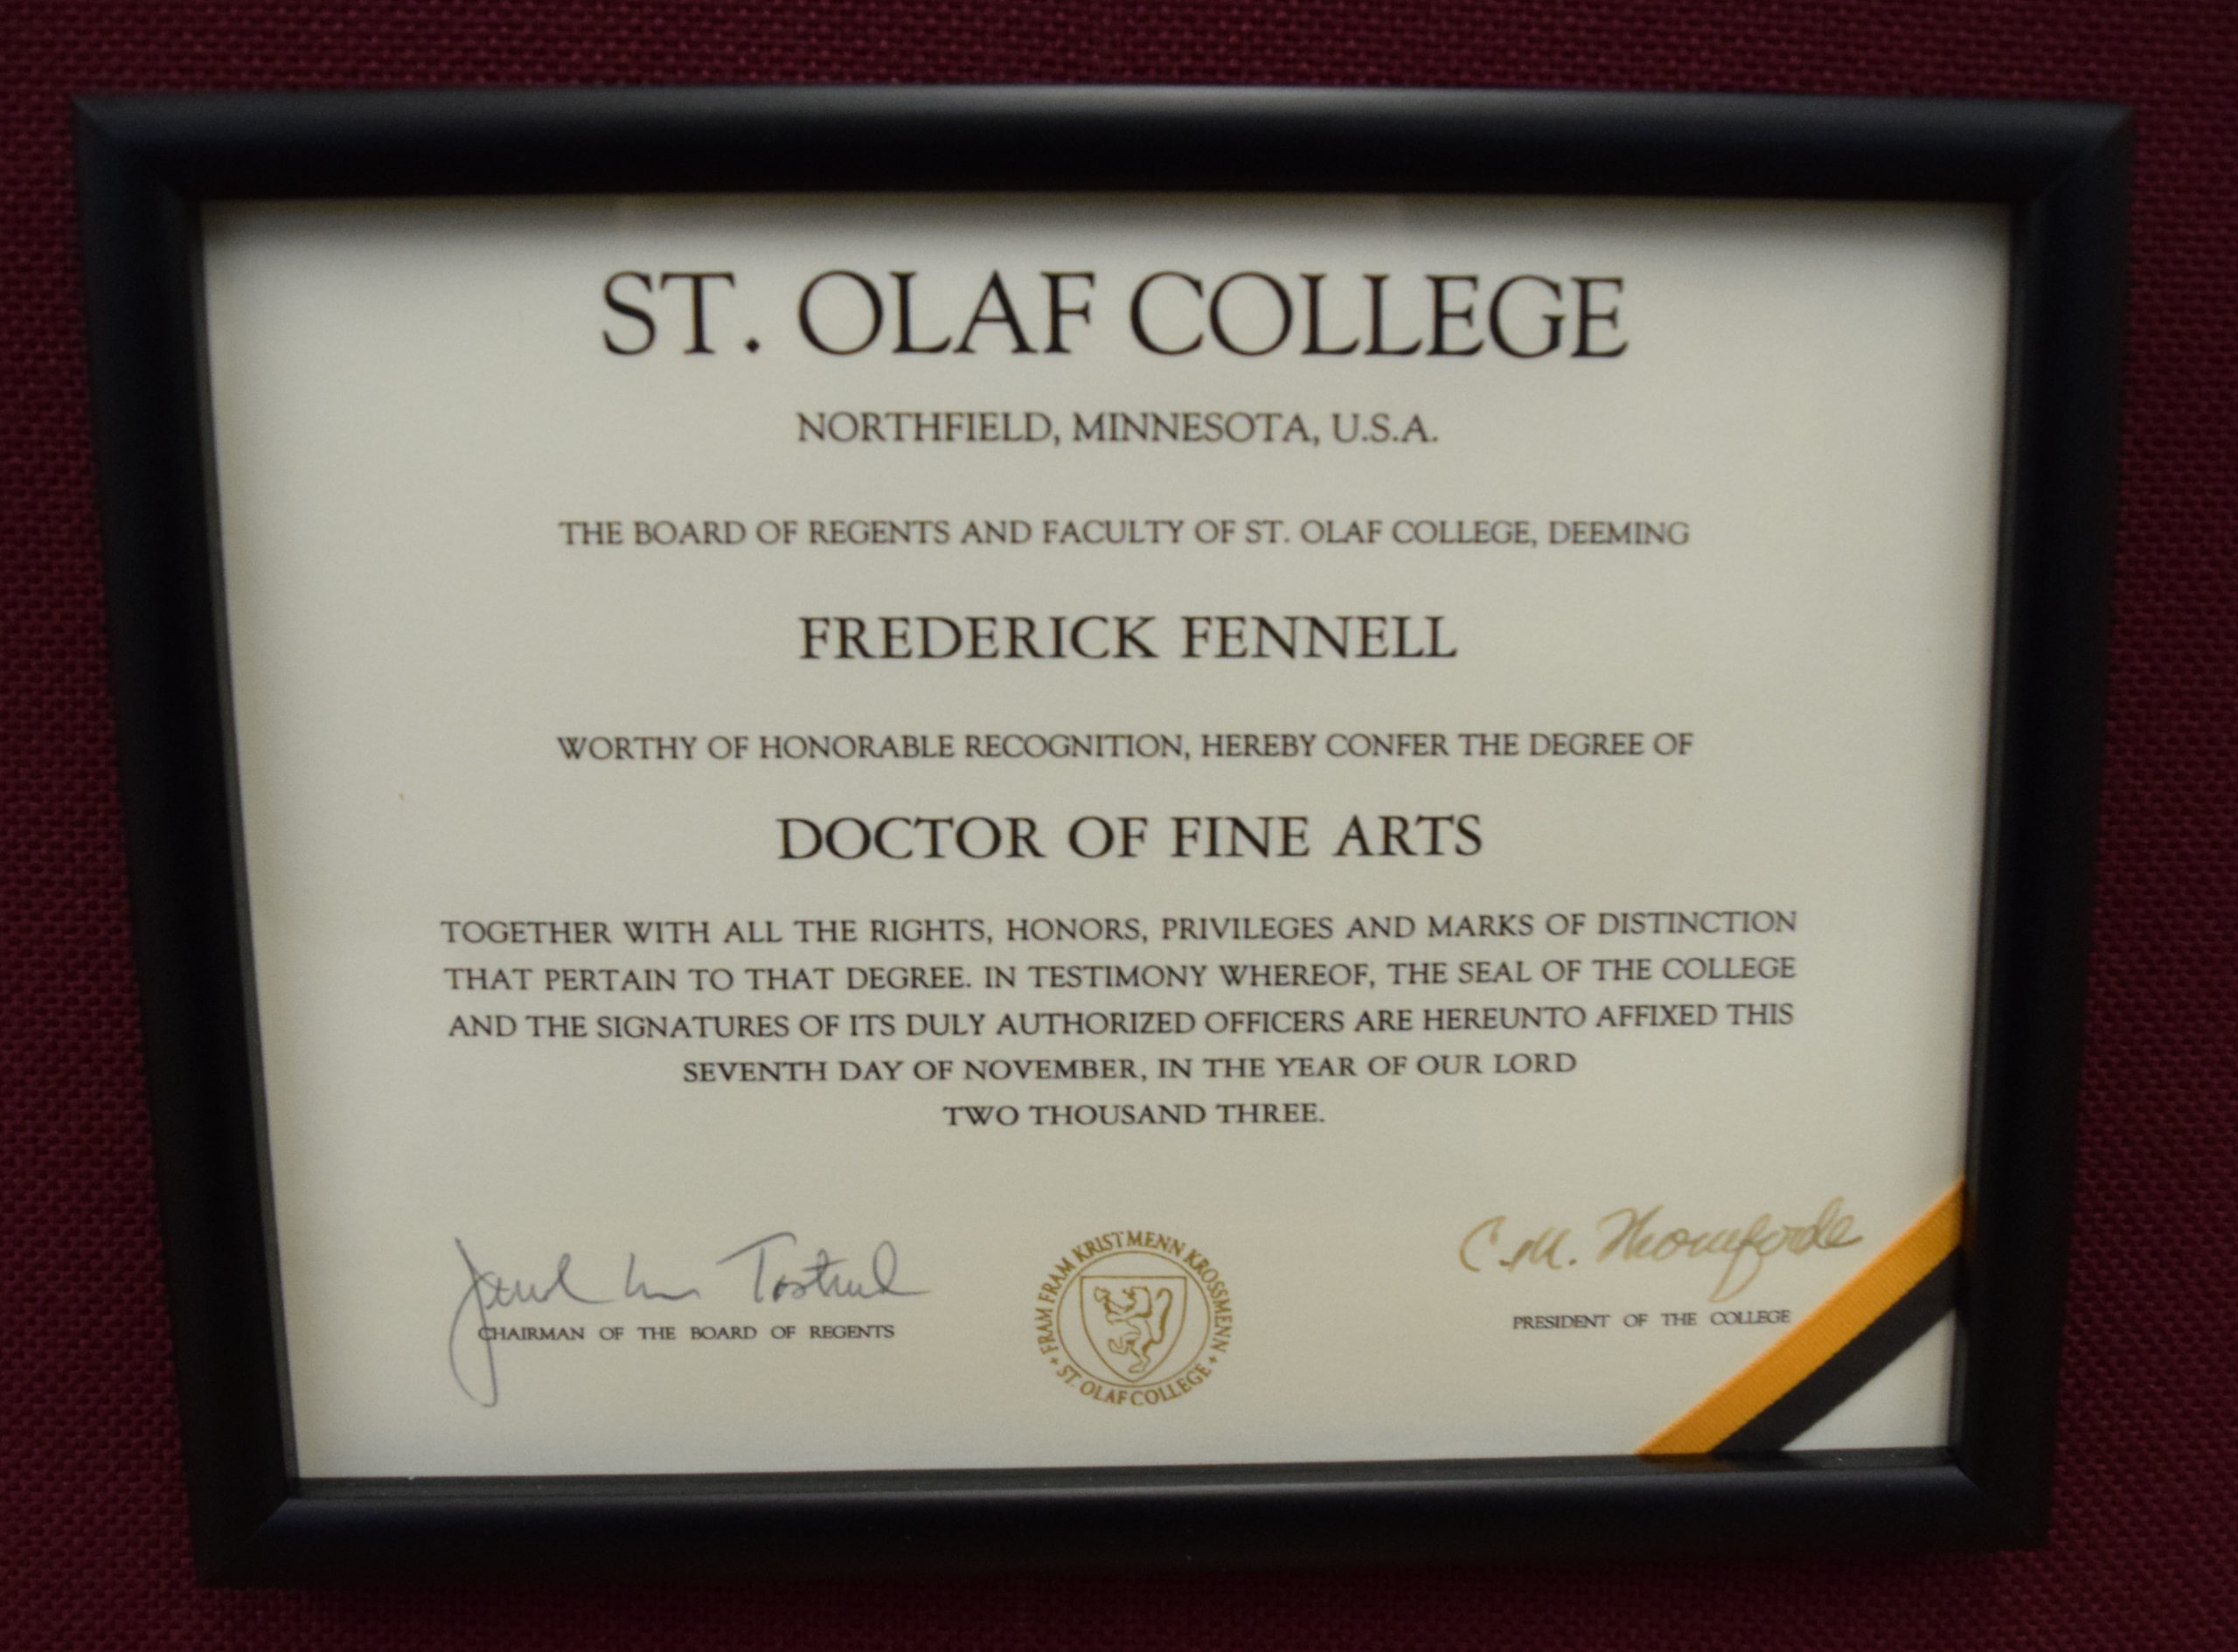 ST. OLAF COLLEGE
NORTHFIELD, MINNESOTA, U.S.A.
THE BOARD OF REGENTS AND FACULTY OF ST. OLAF COLLEGE, DEEMING
FREDERICK FENNELL
WORTHY OF HONORABLE RECOGNITION, HEREBY CONFER THE DEGREE OF
DOCTOR OF FINE ARTS
TOGETHER WITH ALL THE RIGHTS, HONORS, PRIVILEGES AND MARKS OF DISTINCTION
THAT PERTAIN TO THAT DEGREE. IN TESTIMONY WHEREOF, THE SEAL OF THE COLLEGE
AND THE SIGNATURES OF ITS DULY AUTHORIZED OFFICERS ARE HEREUNTO AFFIXED THIS
SEVENTH DAY OF NOVEMBER, IN THE YEAR OF OUR LORD
TWO THOUSAND THREE.
Tostrud
CHAIRMAN OF THE BOARD OF REGENTS
FRAM FRAM KRISTMENN KROSSMENN
+ ST. OLAF COLLEGE +
C. M. Thomforde
PRESIDENT OF THE COLLEGE